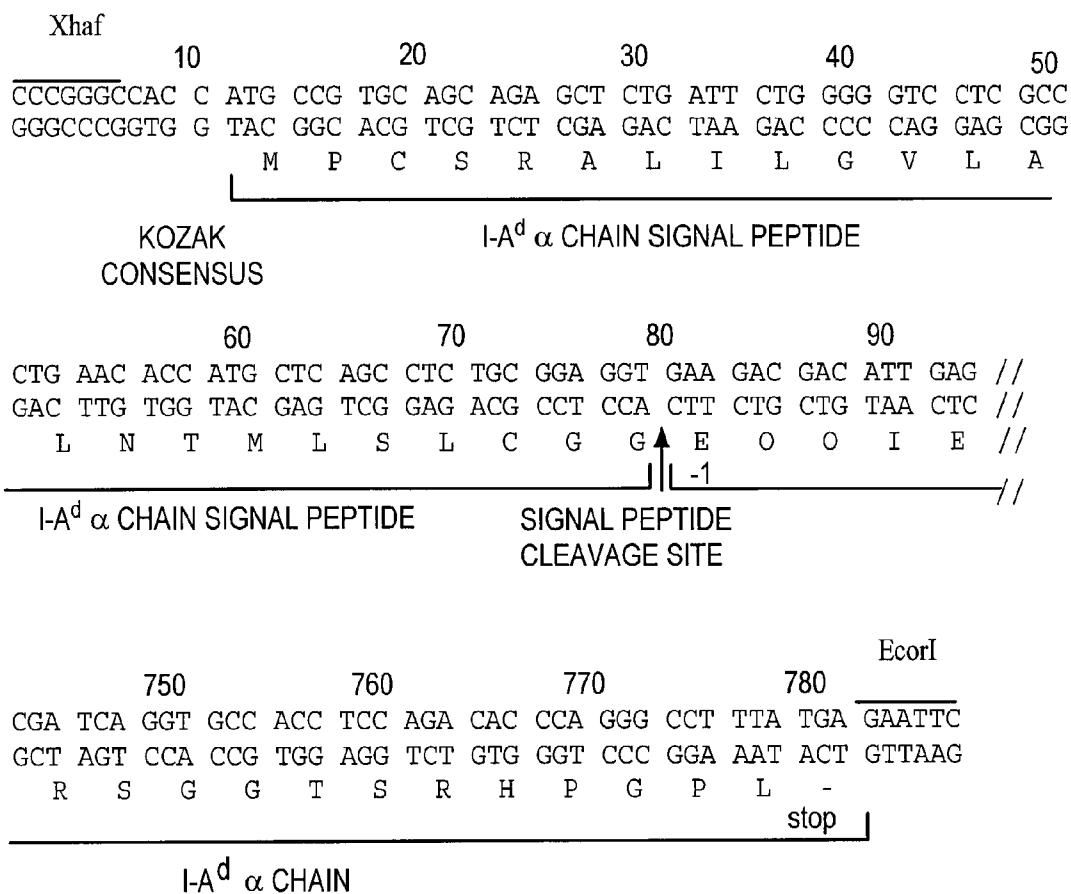 Xhaf
10 20 30 40 50
CCCGGGCCAC C ATG CCG TGC AGC AGA GCT CTG ATT CTG GGG GTC CTC GCC
GGGCCCGGTG G TAC GGC ACG TCG TCT CGA GAC TAA GAC CCC CAG GAG CGG
M P C S R A L I L G V L A
KOZAK
CONSENSUS
I-Ad α CHAIN SIGNAL PEPTIDE
60 70 80 90
CTG AAC ACC ATG CTC AGC CTC TGC GGA GGT GAA GAC GAC ATT GAG //
GAC TTG TGG TAC GAG TCG GAG ACG CCT CCA CTT CTG CTG TAA CTC //
L N T M L S L C G G E O O I E //
-1 //
I-Ad α CHAIN SIGNAL PEPTIDE
SIGNAL PEPTIDE
CLEAVAGE SITE
EcorI
750 760 770 780
CGA TCA GGT GCC ACC TCC AGA CAC CCA GGG CCT TTA TGA GAATTC
GCT AGT CCA CCG TGG AGG TCT GTG GGT CCC GGA AAT ACT GTTAAG
R S G G T S R H P G P L -
stop
I-Ad α CHAIN